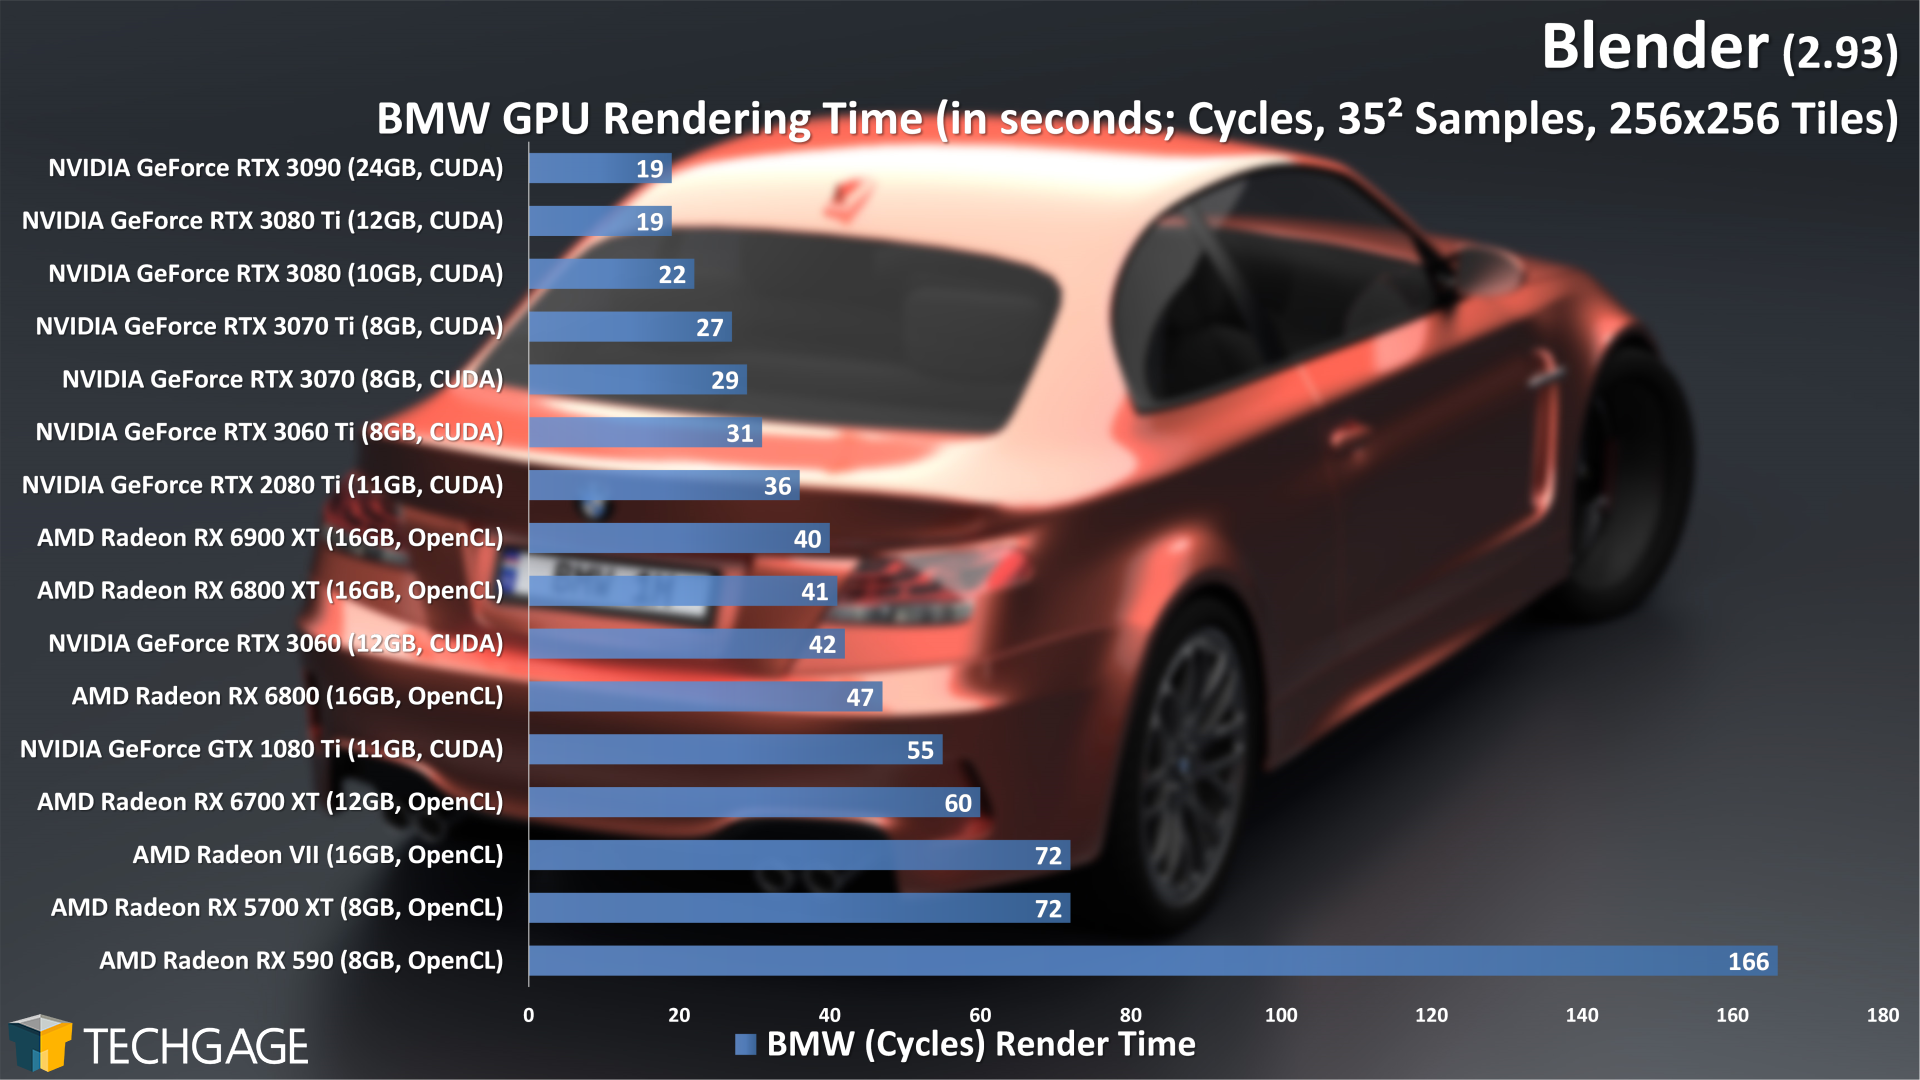 Blender (2.93)
BMW GPU Rendering Time (in seconds; Cycles, 35² Samples, 256x256 Tiles)
NVIDIA GeForce RTX 3090 (24GB, CUDA) 19
NVIDIA GeForce RTX 3080 Ti (12GB, CUDA) 19
NVIDIA GeForce RTX 3080 (10GB, CUDA) 22
NVIDIA GeForce RTX 3070 Ti (8GB, CUDA) 27
NVIDIA GeForce RTX 3070 (8GB, CUDA) 29
NVIDIA GeForce RTX 3060 Ti (8GB, CUDA) 31
NVIDIA GeForce RTX 2080 Ti (11GB, CUDA) 36
AMD Radeon RX 6900 XT (16GB, OpenCL) 40
AMD Radeon RX 6800 XT (16GB, OpenCL) 41
NVIDIA GeForce RTX 3060 (12GB, CUDA) 42
AMD Radeon RX 6800 (16GB, OpenCL) 47
NVIDIA GeForce GTX 1080 Ti (11GB, CUDA) 55
AMD Radeon RX 6700 XT (12GB, OpenCL) 60
AMD Radeon VII (16GB, OpenCL) 72
AMD Radeon RX 5700 XT (8GB, OpenCL) 72
AMD Radeon RX 590 (8GB, OpenCL) 166
0 20 40 60 80 100 120 140 160 180
BMW (Cycles) Render Time
TECHGAGE